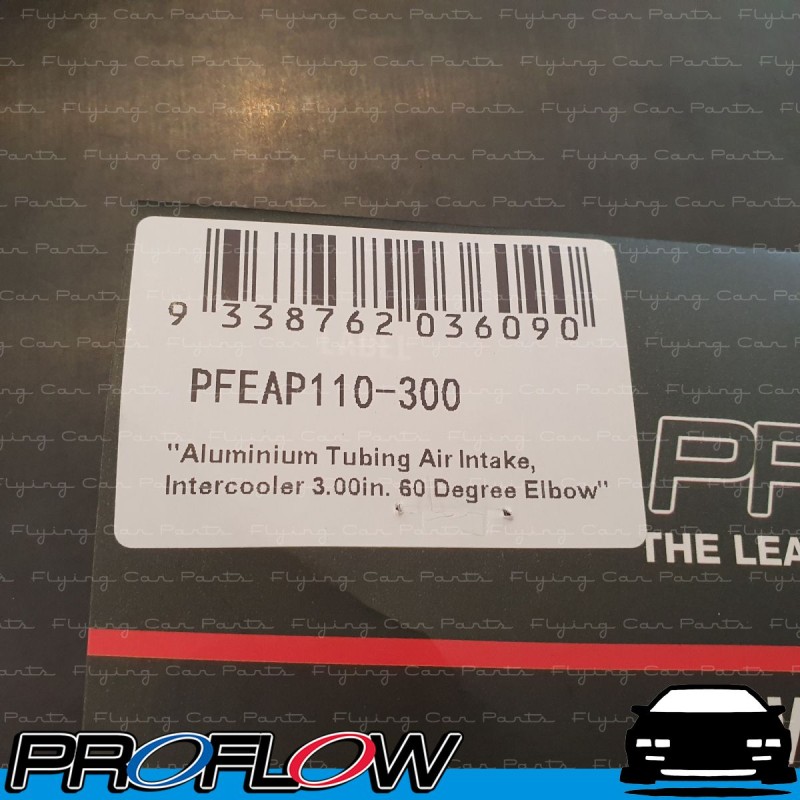 9 338762 036090
PFEAP110-300
"Aluminium Tubing Air Intake,
Intercooler 3.00in. 60 Degree Elbow"
THE LEA
PROFLOW
Flying Car Parts